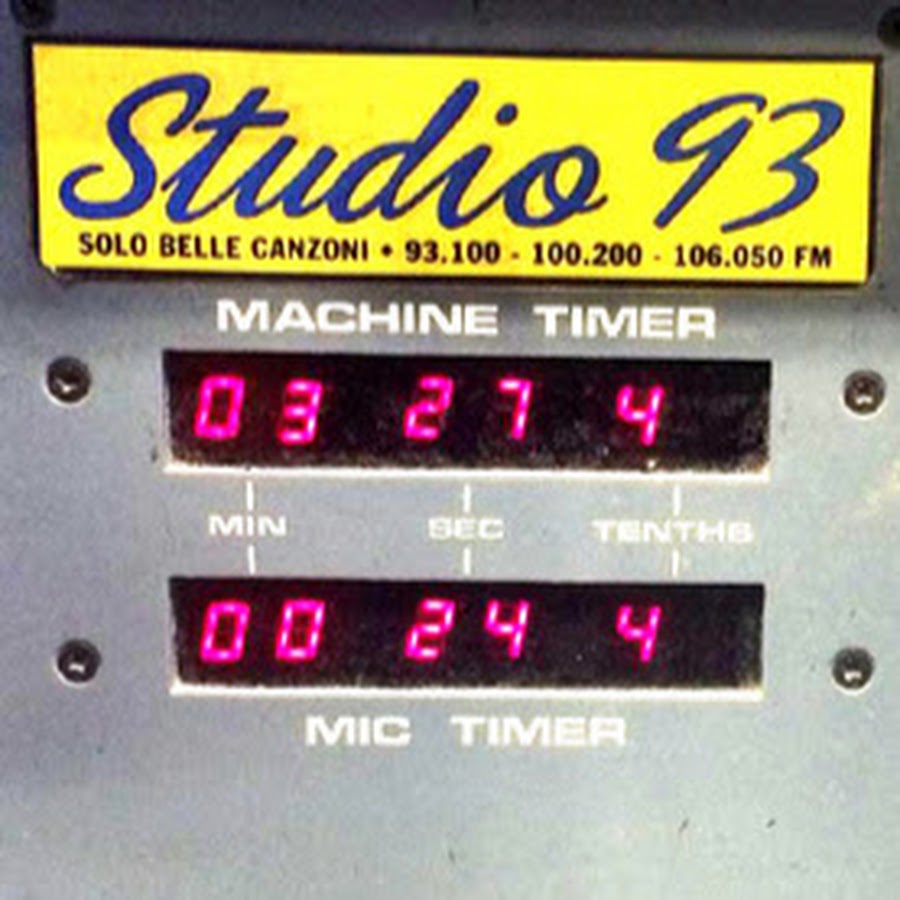 Studio 93
SOLO BELLE CANZONI • 93.100 - 100.200 - 106.050 FM
MACHINE TIMER
03 27 4
MIN SEC TENTHS
00 24 4
MIC TIMER